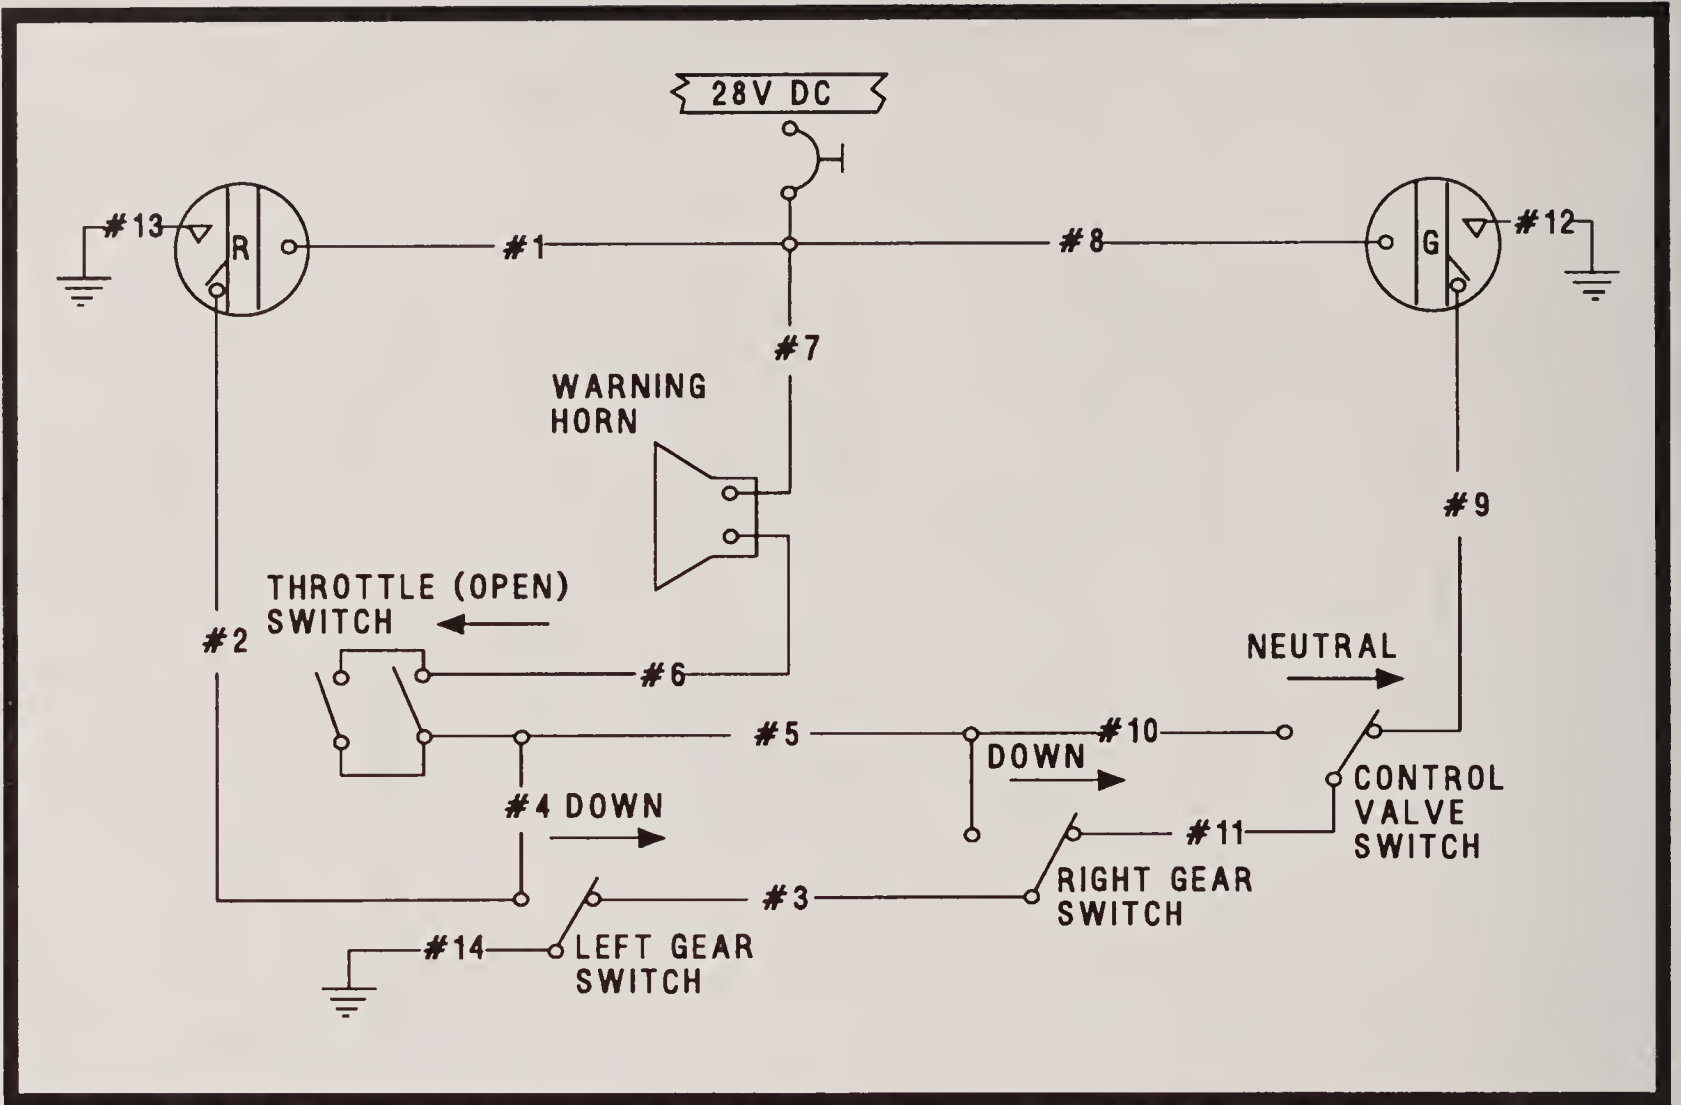 28V DC
#13
R
#1
#8
G
#12
#7
WARNING
HORN
#9
THROTTLE (OPEN)
SWITCH
#2
#6
NEUTRAL
#5
#10
DOWN
#4 DOWN
CONTROL
VALVE
SWITCH
#11
RIGHT GEAR
SWITCH
#3
#14
LEFT GEAR
SWITCH